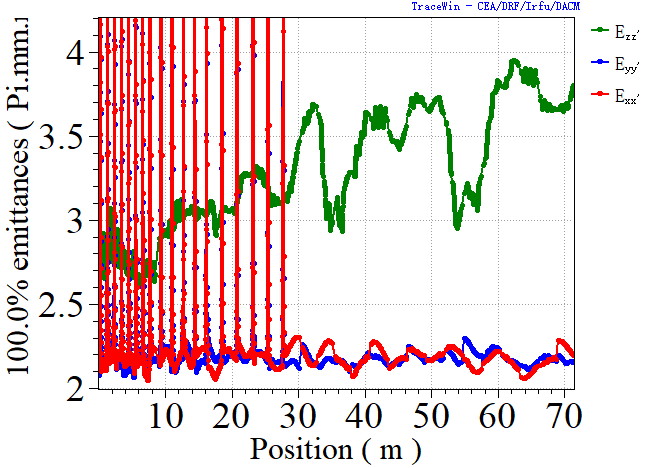 TraceWin - CEA/DRF/Irfu/DACM
100.0% emittances ( Pi.mm.
4
3.5
3
2.5
2
10 20 30 40 50 60 70
Position ( m )
Ezz'
Eyy'
Exx'